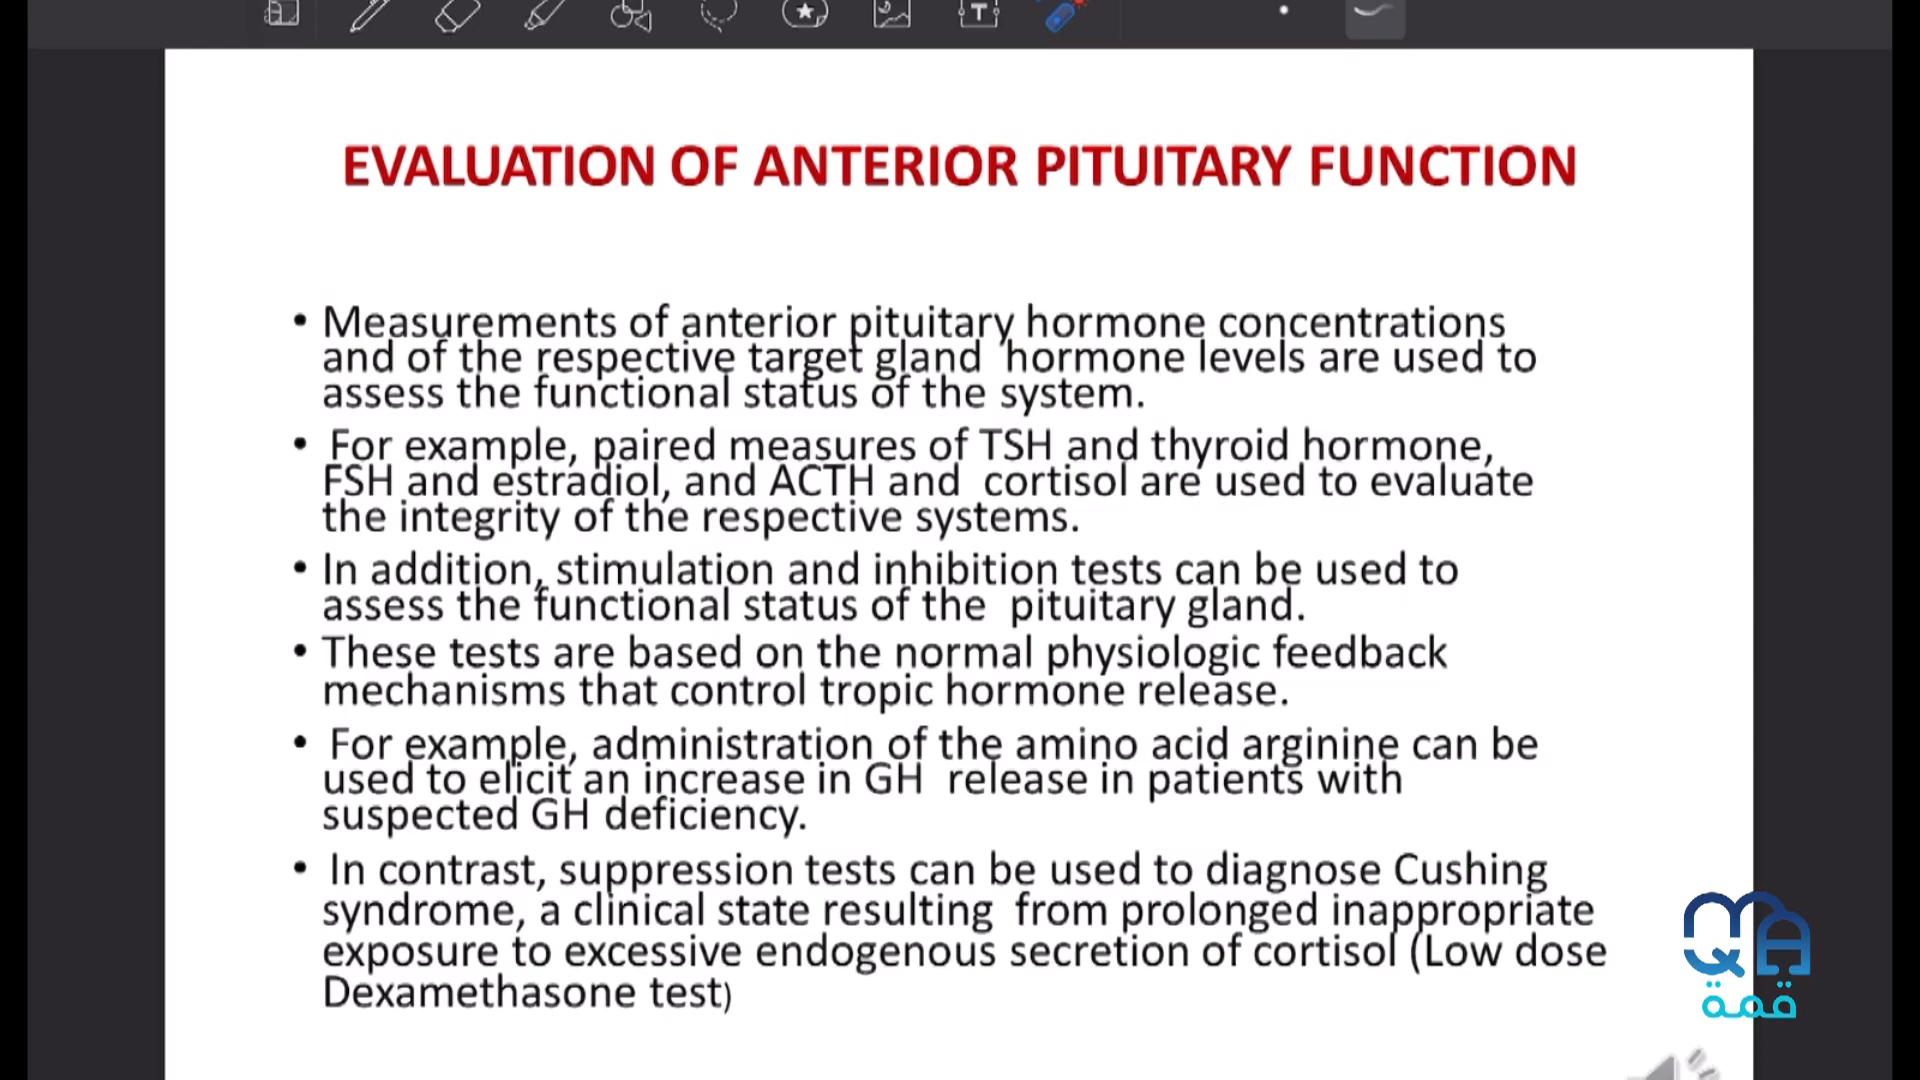 EVALUATION OF ANTERIOR PITUITARY FUNCTION
• Measurements of anterior pituitary hormone concentrations
and of the respective target gland hormone levels are used to
assess the functional status of the system.
• For example, paired measures of TSH and thyroid hormone,
FSH and estradiol, and ACTH and cortisol are used to evaluate
the integrity of the respective systems.
• In addition, stimulation and inhibition tests can be used to
assess the functional status of the pituitary gland.
• These tests are based on the normal physiologic feedback
mechanisms that control tropic hormone release.
• For example, administration of the amino acid arginine can be
used to elicit an increase in GH release in patients with
suspected GH deficiency.
• In contrast, suppression tests can be used to diagnose Cushing
syndrome, a clinical state resulting from prolonged inappropriate
exposure to excessive endogenous secretion of cortisol (Low dose
Dexamethasone test)
قمة